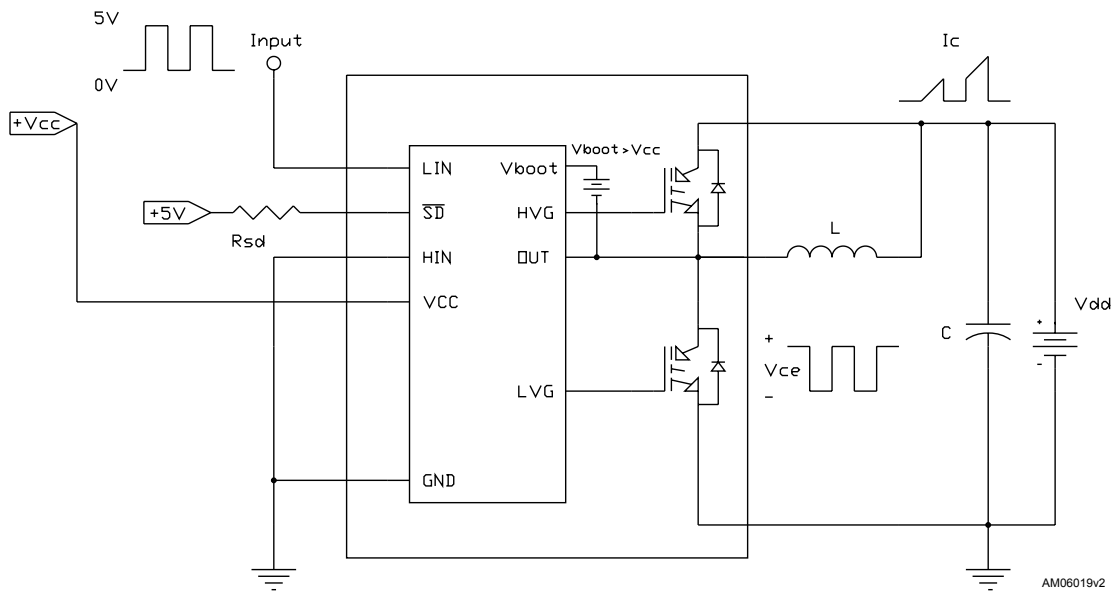 5V
Input
Ic
0V
+Vcc
Vboot>Vcc
LIN
Vboot
+5V
SD
HVG
Rsd
L
HIN
OUT
VCC
Vdd
+
C
+
Vce
-
-
LVG
GND
AM06019v2